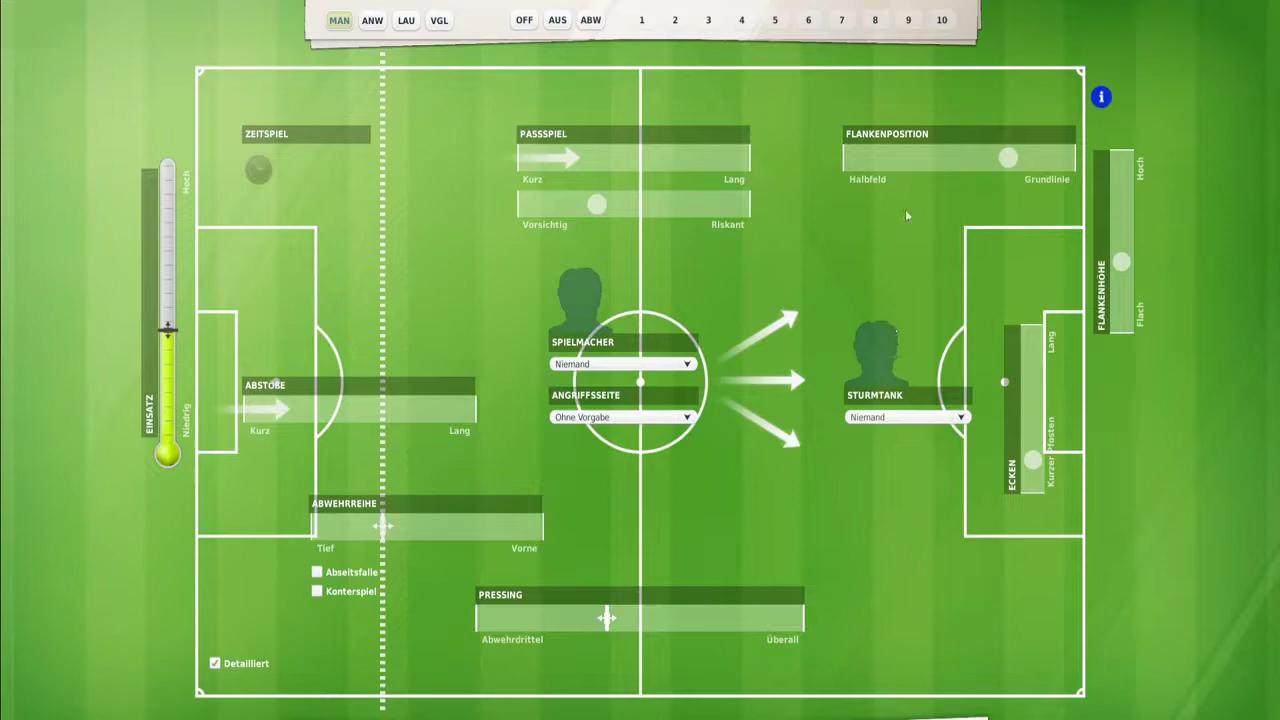 MAN ANW LAU VGL OFF AUS ABW 1 2 3 4 5 6 7 8 9 10
i
ZEITSPIEL
PASSSPIEL
Kurz Lang
Vorsichtig Riskant
FLANKENPOSITION
Halbfeld Grundlinie
FLANKENHÖHE
Hoch
Flach
EINSATZ
Hoch
Niedrig
SPIELMACHER
Niemand
ANGRIFFSSEITE
Ohne Vorgabe
STURMTANK
Niemand
ABSTÖßE
Kurz Lang
ECKEN
Lang
Kurzer Pfosten
ABWEHRREIHE
Tief Vorne
Abseitsfalle
Konterspiel
PRESSING
Abwehrdrittel Überall
Detailliert